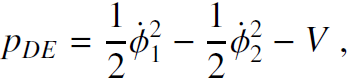 $p_{DE} = \frac{1}{2}\dot{\phi}_1^2 - \frac{1}{2}\dot{\phi}_2^2 - V\ ,$